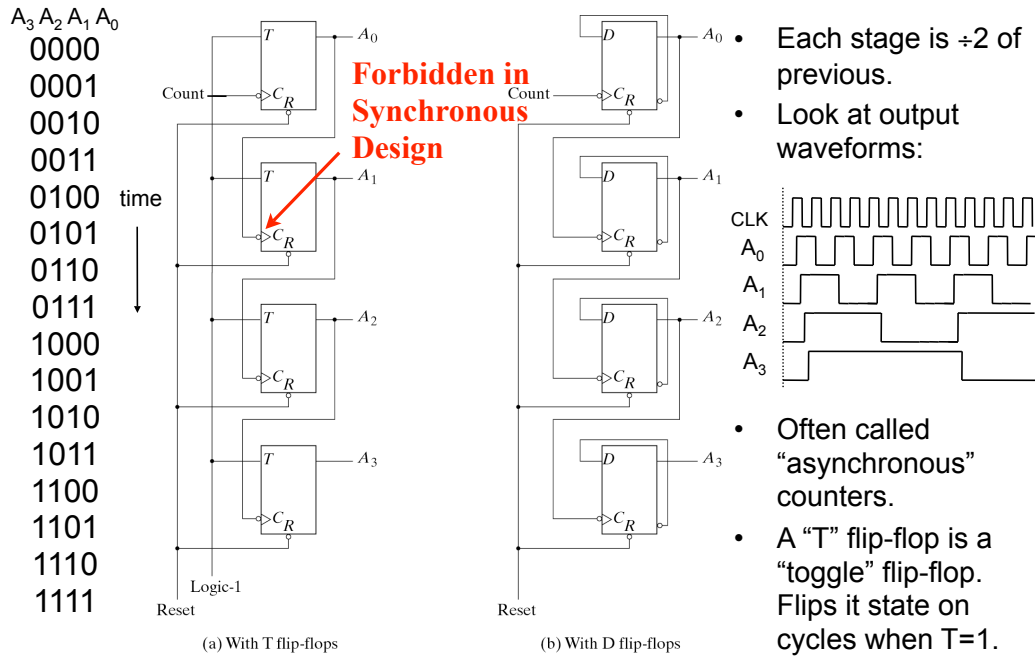 A3 A2 A1 A0
0000
0001
0010
0011
0100
0101
0110
0111
1000
1001
1010
1011
1100
1101
1110
1111
time
T
A0
Count
C
R
T
A1
C
R
T
A2
C
R
T
A3
C
R
Logic-1
Reset
(a) With T flip-flops
Forbidden in
Synchronous
Design
D
A0
Count
C
R
D
A1
C
R
D
A2
C
R
D
A3
C
R
Reset
(b) With D flip-flops
• Each stage is ÷2 of
previous.
• Look at output
waveforms:
CLK
A0
A1
A2
A3
• Often called
“asynchronous”
counters.
• A “T” flip-flop is a
“toggle” flip-flop.
Flips it state on
cycles when T=1.